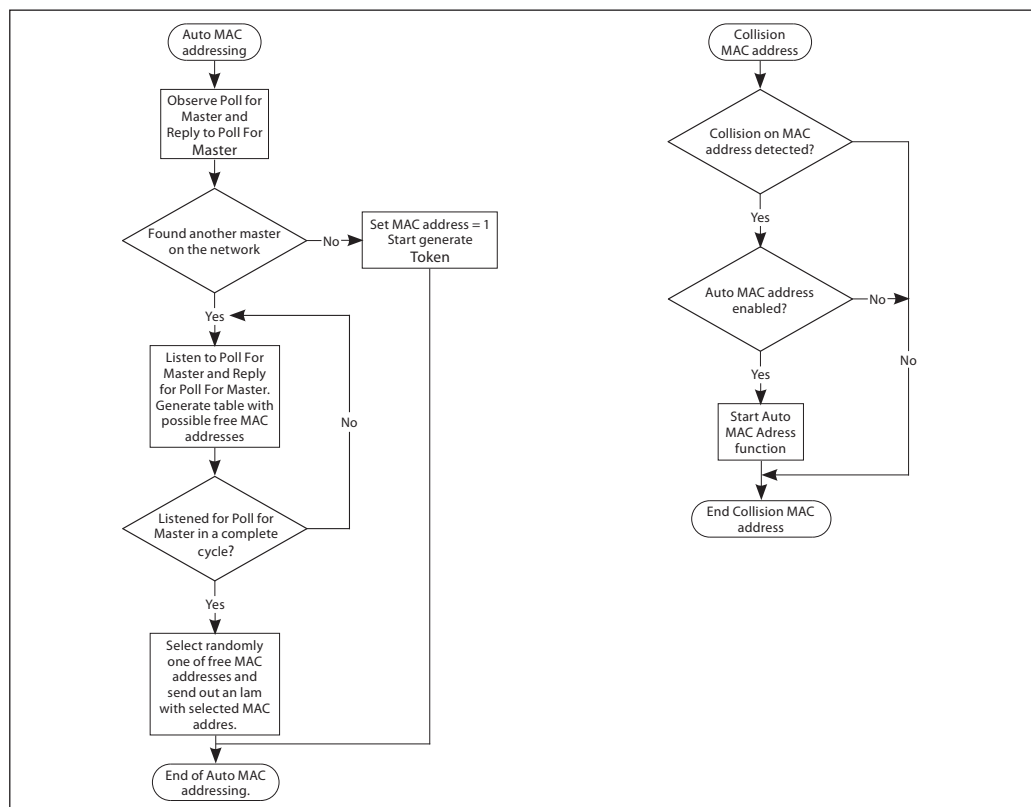 Auto MAC
addressing
Observe Poll for
Master and
Reply to Poll For
Master
Found another master
on the network
No
Set MAC address = 1
Start generate
Token
Yes
Listen to Poll For
Master and Reply
for Poll For Master.
Generate table with
possible free MAC
addresses
No
Listened for Poll for
Master in a complete
cycle?
Yes
Select randomly
one of free MAC
addresses and
send out an Iam
with selected MAC
addres.
End of Auto MAC
addressing.
Collision
MAC address
Collision on MAC
address detected?
Yes
Auto MAC address
enabled?
No
No
Yes
Start Auto
MAC Adress
function
End Collision MAC
address